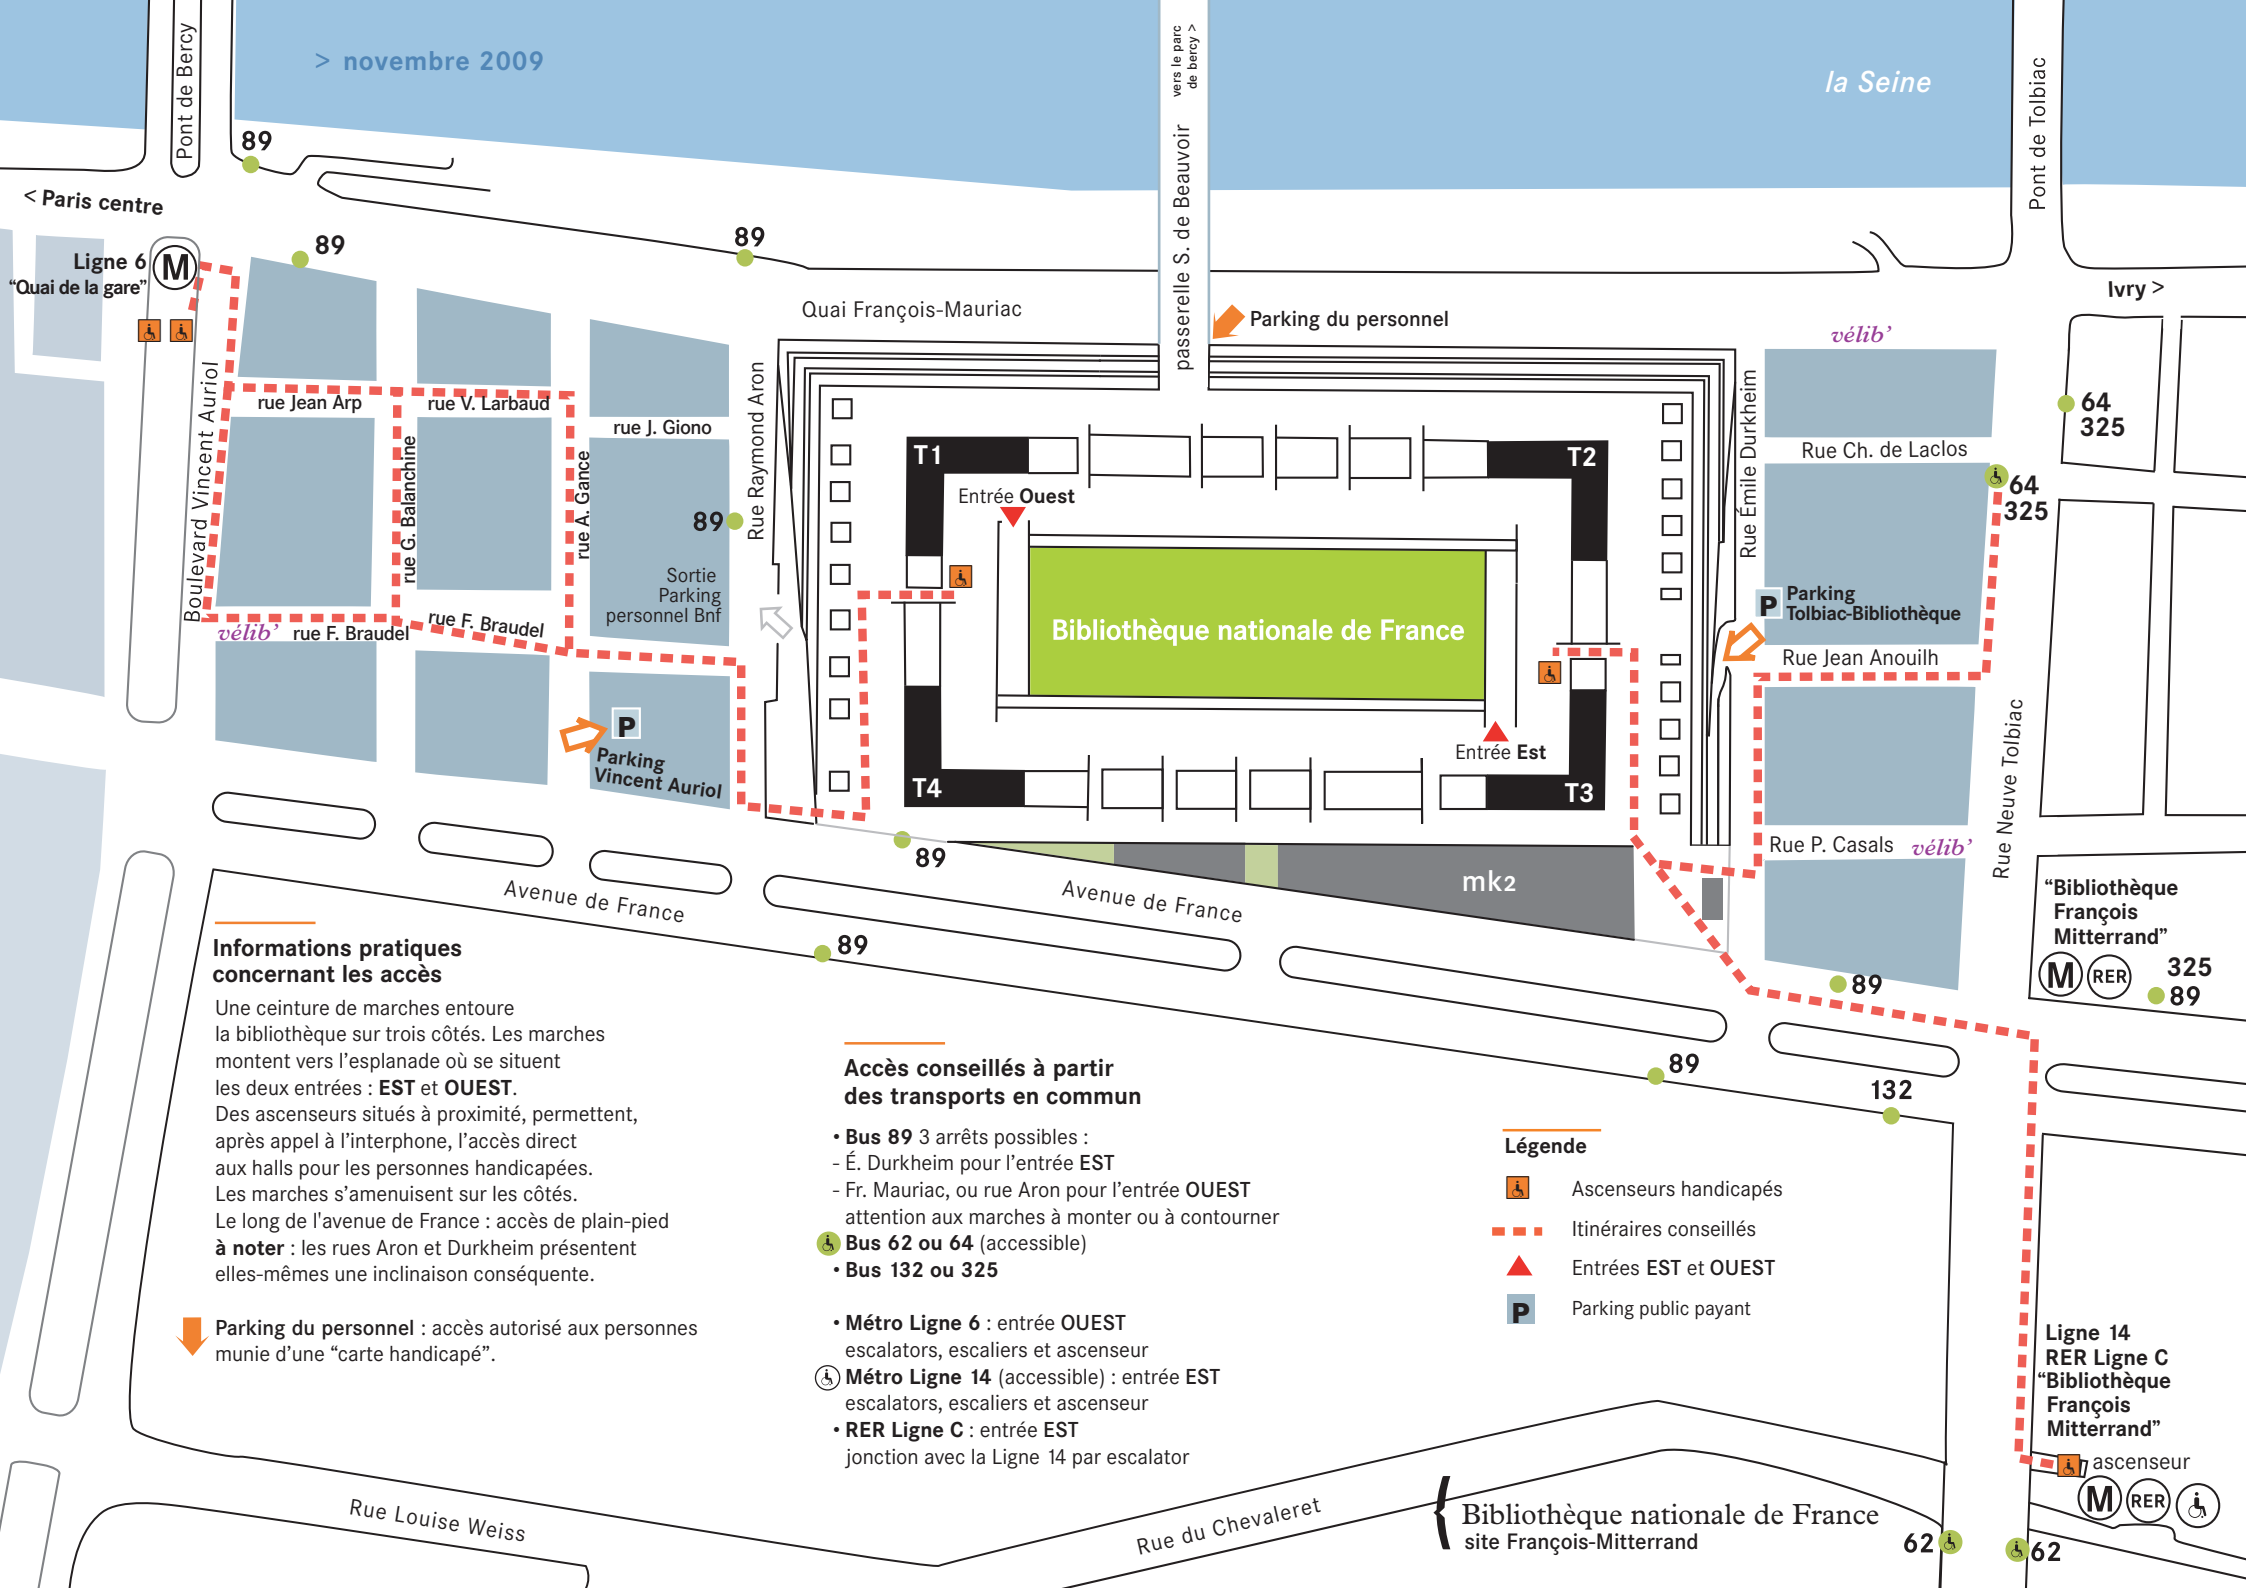 > novembre 2009
la Seine
Pont de Bercy
vers le parc
de bercy >
passerelle S. de Beauvoir
Pont de Tolbiac
89
< Paris centre
89
89
Ligne 6
M
"Quai de la gare"
Ivry >
Quai François-Mauriac
Parking du personnel
vélib'
Boulevard Vincent Auriol
rue Jean Arp
rue V. Larbaud
rue J. Giono
rue G. Balanchine
rue A. Gance
Rue Raymond Aron
Rue Émile Durkheim
64
325
Rue Ch. de Laclos
64
325
T1
T2
Entrée Ouest
89
Sortie
Parking
personnel Bnf
P
Parking
Tolbiac-Bibliothèque
Bibliothèque nationale de France
vélib'
rue F. Braudel
rue F. Braudel
Rue Jean Anouilh
P
Parking
Vincent Auriol
Entrée Est
T4
T3
Rue Neuve Tolbiac
89
Rue P. Casals
vélib'
mk2
Avenue de France
Avenue de France
89
"Bibliothèque
François
Mitterrand"
M
RER
325
89
89
89
132
Informations pratiques
concernant les accès
Une ceinture de marches entoure
la bibliothèque sur trois côtés. Les marches
montent vers l'esplanade où se situent
les deux entrées : EST et OUEST.
Des ascenseurs situés à proximité, permettent,
après appel à l'interphone, l'accès direct
aux halls pour les personnes handicapées.
Les marches s'amenuisent sur les côtés.
Le long de l'avenue de France : accès de plain-pied
à noter : les rues Aron et Durkheim présentent
elles-mêmes une inclinaison conséquente.
Parking du personnel : accès autorisé aux personnes
munie d'une "carte handicapé".
Accès conseillés à partir
des transports en commun
• Bus 89 3 arrêts possibles :
- É. Durkheim pour l'entrée EST
- Fr. Mauriac, ou rue Aron pour l'entrée OUEST
attention aux marches à monter ou à contourner
Bus 62 ou 64 (accessible)
• Bus 132 ou 325
• Métro Ligne 6 : entrée OUEST
escalators, escaliers et ascenseur
Métro Ligne 14 (accessible) : entrée EST
escalators, escaliers et ascenseur
• RER Ligne C : entrée EST
jonction avec la Ligne 14 par escalator
Légende
Ascenseurs handicapés
Itinéraires conseillés
Entrées EST et OUEST
P
Parking public payant
Ligne 14
RER Ligne C
"Bibliothèque
François
Mitterrand"
ascenseur
M
RER
Rue Louise Weiss
Rue du Chevaleret
Bibliothèque nationale de France
site François-Mitterrand
62
62